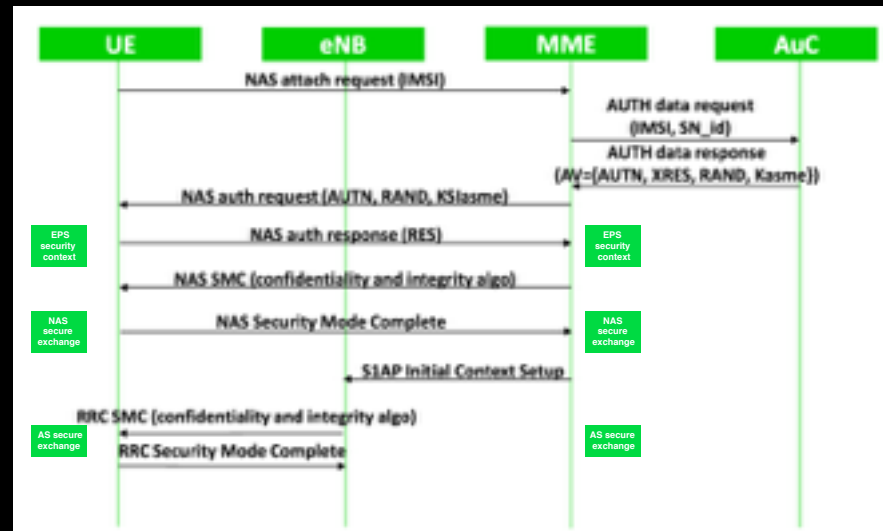 UE eNB MME AuC
NAS attach request (IMSI)
AUTH data request
(IMSI, SN_id)
AUTH data response
(AV={AUTN, XRES, RAND, Kasme})
NAS auth request (AUTN, RAND, KSIasme)
EPS
security
context
NAS auth response (RES)
EPS
security
context
NAS SMC (confidentiality and integrity algo)
NAS
secure
exchange
NAS Security Mode Complete
NAS
secure
exchange
S1AP Initial Context Setup
RRC SMC (confidentiality and integrity algo)
AS secure
exchange
AS secure
exchange
RRC Security Mode Complete